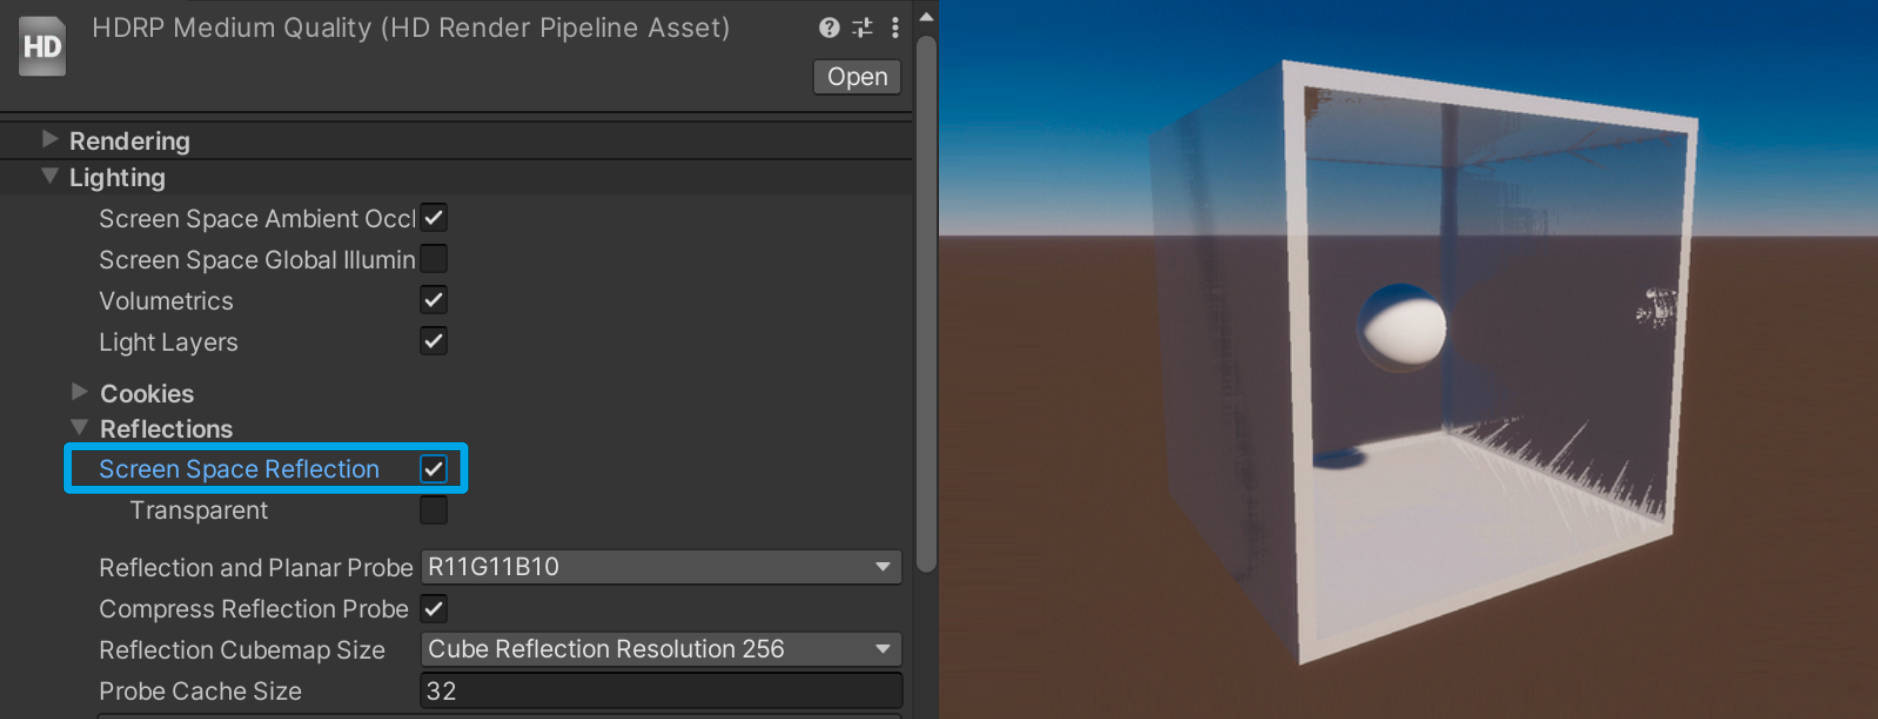 HD
HDRP Medium Quality (HD Render Pipeline Asset)
Open
Rendering
Lighting
Screen Space Ambient Occl
Screen Space Global Illumin
Volumetrics
Light Layers
Cookies
Reflections
Screen Space Reflection
Transparent
Reflection and Planar Probe R11G11B10
Compress Reflection Probe
Reflection Cubemap Size Cube Reflection Resolution 256
Probe Cache Size 32